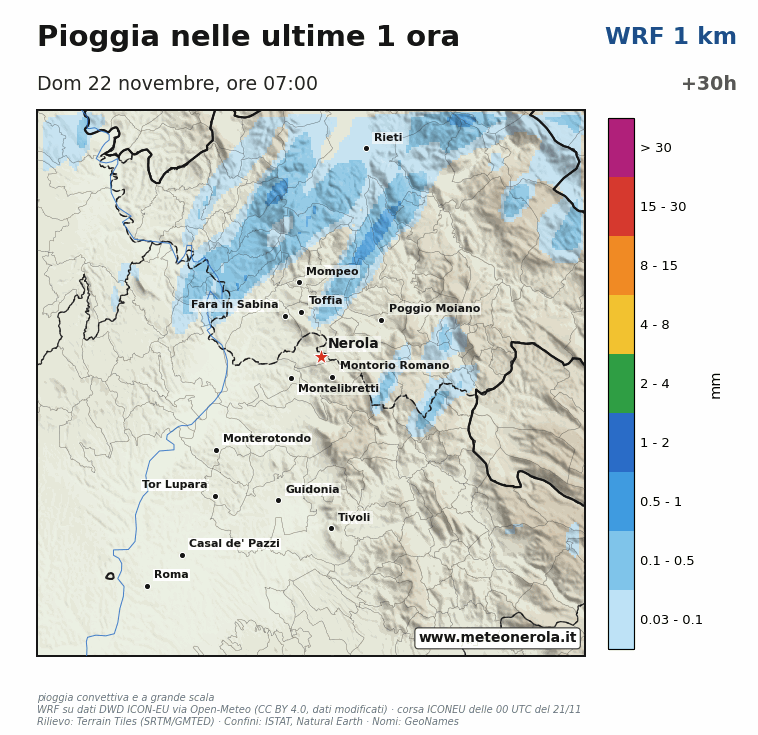 Pioggia nelle ultime 1 ora
WRF 1 km
Dom 22 novembre, ore 07:00
+30h
Rieti
Mompeo
Fara in Sabina
Toffia
Poggio Moiano
Nerola
Montorio Romano
Montelibretti
Monterotondo
Tor Lupara
Guidonia
Tivoli
Casal de' Pazzi
Roma
www.meteonerola.it
> 30
15 - 30
8 - 15
4 - 8
2 - 4
1 - 2
0.5 - 1
0.1 - 0.5
0.03 - 0.1
mm
pioggia convettiva e a grande scala
WRF su dati DWD ICON-EU via Open-Meteo (CC BY 4.0, dati modificati) · corsa ICONEU delle 00 UTC del 21/11
Rilievo: Terrain Tiles (SRTM/GMTED) · Confini: ISTAT, Natural Earth · Nomi: GeoNames